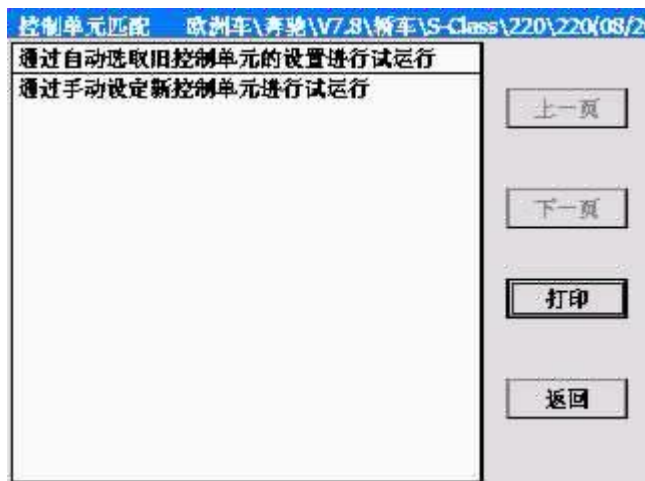 控制单元匹配 欧洲车\奔驰\V7.8\轿车\S-Class\220\220(08/2
通过自动选取旧控制单元的设置进行试运行
通过手动设定新控制单元进行试运行
上一页
下一页
打印
返回